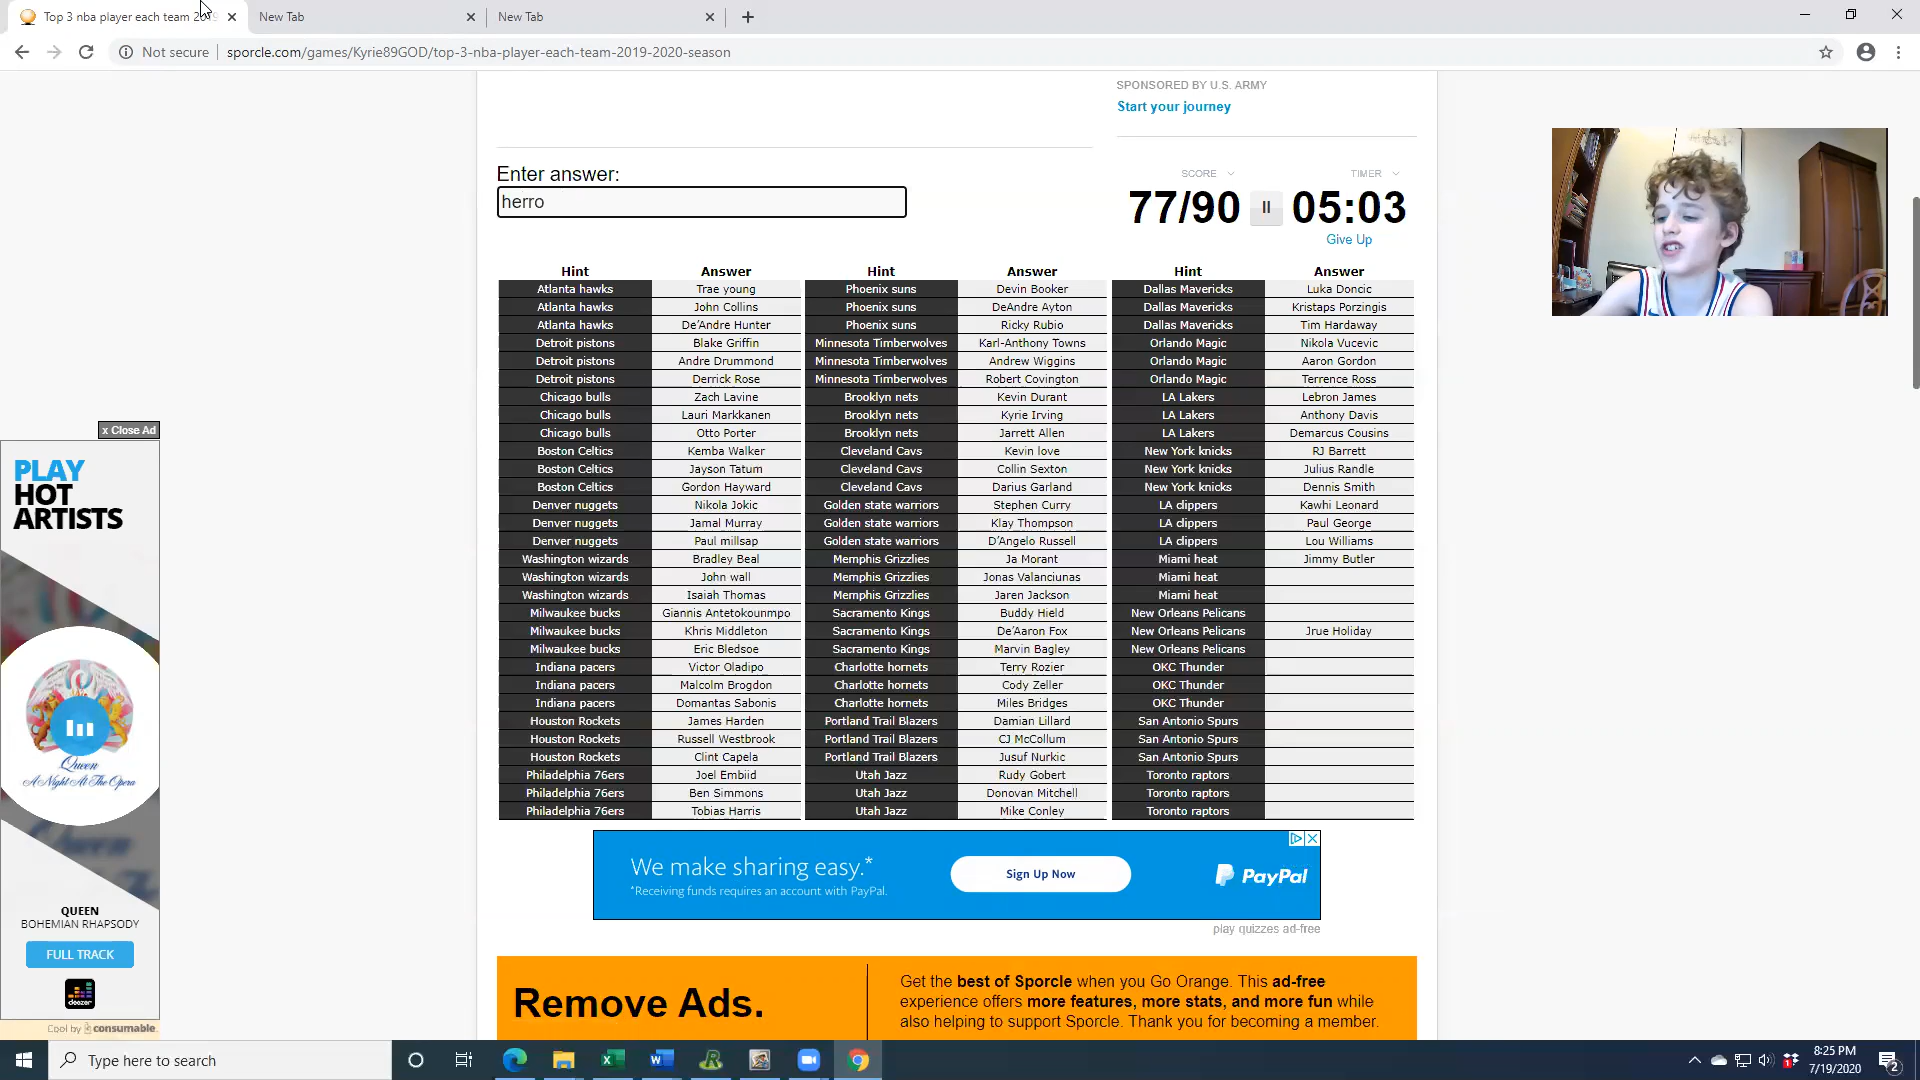 Top 3 nba player each team 2019
New Tab
New Tab
Not secure
sporcle.com/games/Kyrie89GOD/top-3-nba-player-each-team-2019-2020-season
SPONSORED BY U.S. ARMY
Start your journey
Enter answer:
herro
SCORE
TIMER
77/90
05:03
Give Up
Hint Answer Hint Answer Hint Answer
Atlanta hawks Trae young Phoenix suns Devin Booker Dallas Mavericks Luka Doncic
Atlanta hawks John Collins Phoenix suns DeAndre Ayton Dallas Mavericks Kristaps Porzingis
Atlanta hawks De'Andre Hunter Phoenix suns Ricky Rubio Dallas Mavericks Tim Hardaway
Detroit pistons Blake Griffin Minnesota Timberwolves Karl-Anthony Towns Orlando Magic Nikola Vucevic
Detroit pistons Andre Drummond Minnesota Timberwolves Andrew Wiggins Orlando Magic Aaron Gordon
Detroit pistons Derrick Rose Minnesota Timberwolves Robert Covington Orlando Magic Terrence Ross
Chicago bulls Zach Lavine Brooklyn nets Kevin Durant LA Lakers Lebron James
Chicago bulls Lauri Markkanen Brooklyn nets Kyrie Irving LA Lakers Anthony Davis
Chicago bulls Otto Porter Brooklyn nets Jarrett Allen LA Lakers Demarcus Cousins
Boston Celtics Kemba Walker Cleveland Cavs Kevin love New York knicks RJ Barrett
Boston Celtics Jayson Tatum Cleveland Cavs Collin Sexton New York knicks Julius Randle
Boston Celtics Gordon Hayward Cleveland Cavs Darius Garland New York knicks Dennis Smith
Denver nuggets Nikola Jokic Golden state warriors Stephen Curry LA clippers Kawhi Leonard
Denver nuggets Jamal Murray Golden state warriors Klay Thompson LA clippers Paul George
Denver nuggets Paul millsap Golden state warriors D'Angelo Russell LA clippers Lou Williams
Washington wizards Bradley Beal Memphis Grizzlies Ja Morant Miami heat Jimmy Butler
Washington wizards John wall Memphis Grizzlies Jonas Valanciunas Miami heat
Washington wizards Isaiah Thomas Memphis Grizzlies Jaren Jackson Miami heat
Milwaukee bucks Giannis Antetokounmpo Sacramento Kings Buddy Hield New Orleans Pelicans
Milwaukee bucks Khris Middleton Sacramento Kings De'Aaron Fox New Orleans Pelicans Jrue Holiday
Milwaukee bucks Eric Bledsoe Sacramento Kings Marvin Bagley New Orleans Pelicans
Indiana pacers Victor Oladipo Charlotte hornets Terry Rozier OKC Thunder
Indiana pacers Malcolm Brogdon Charlotte hornets Cody Zeller OKC Thunder
Indiana pacers Domantas Sabonis Charlotte hornets Miles Bridges OKC Thunder
Houston Rockets James Harden Portland Trail Blazers Damian Lillard San Antonio Spurs
Houston Rockets Russell Westbrook Portland Trail Blazers CJ McCollum San Antonio Spurs
Houston Rockets Clint Capela Portland Trail Blazers Jusuf Nurkic San Antonio Spurs
Philadelphia 76ers Joel Embiid Utah Jazz Rudy Gobert Toronto raptors
Philadelphia 76ers Ben Simmons Utah Jazz Donovan Mitchell Toronto raptors
Philadelphia 76ers Tobias Harris Utah Jazz Mike Conley Toronto raptors
x Close Ad
PLAY
HOT
ARTISTS
Queen
A Night At The Opera
QUEEN
BOHEMIAN RHAPSODY
FULL TRACK
deezer
Cool by consumable.
We make sharing easy.*
*Receiving funds requires an account with PayPal.
Sign Up Now
PayPal
play quizzes ad-free
Remove Ads.
Get the best of Sporcle when you Go Orange. This ad-free
experience offers more features, more stats, and more fun while
also helping to support Sporcle. Thank you for becoming a member.
Type here to search
8:25 PM
7/19/2020
2